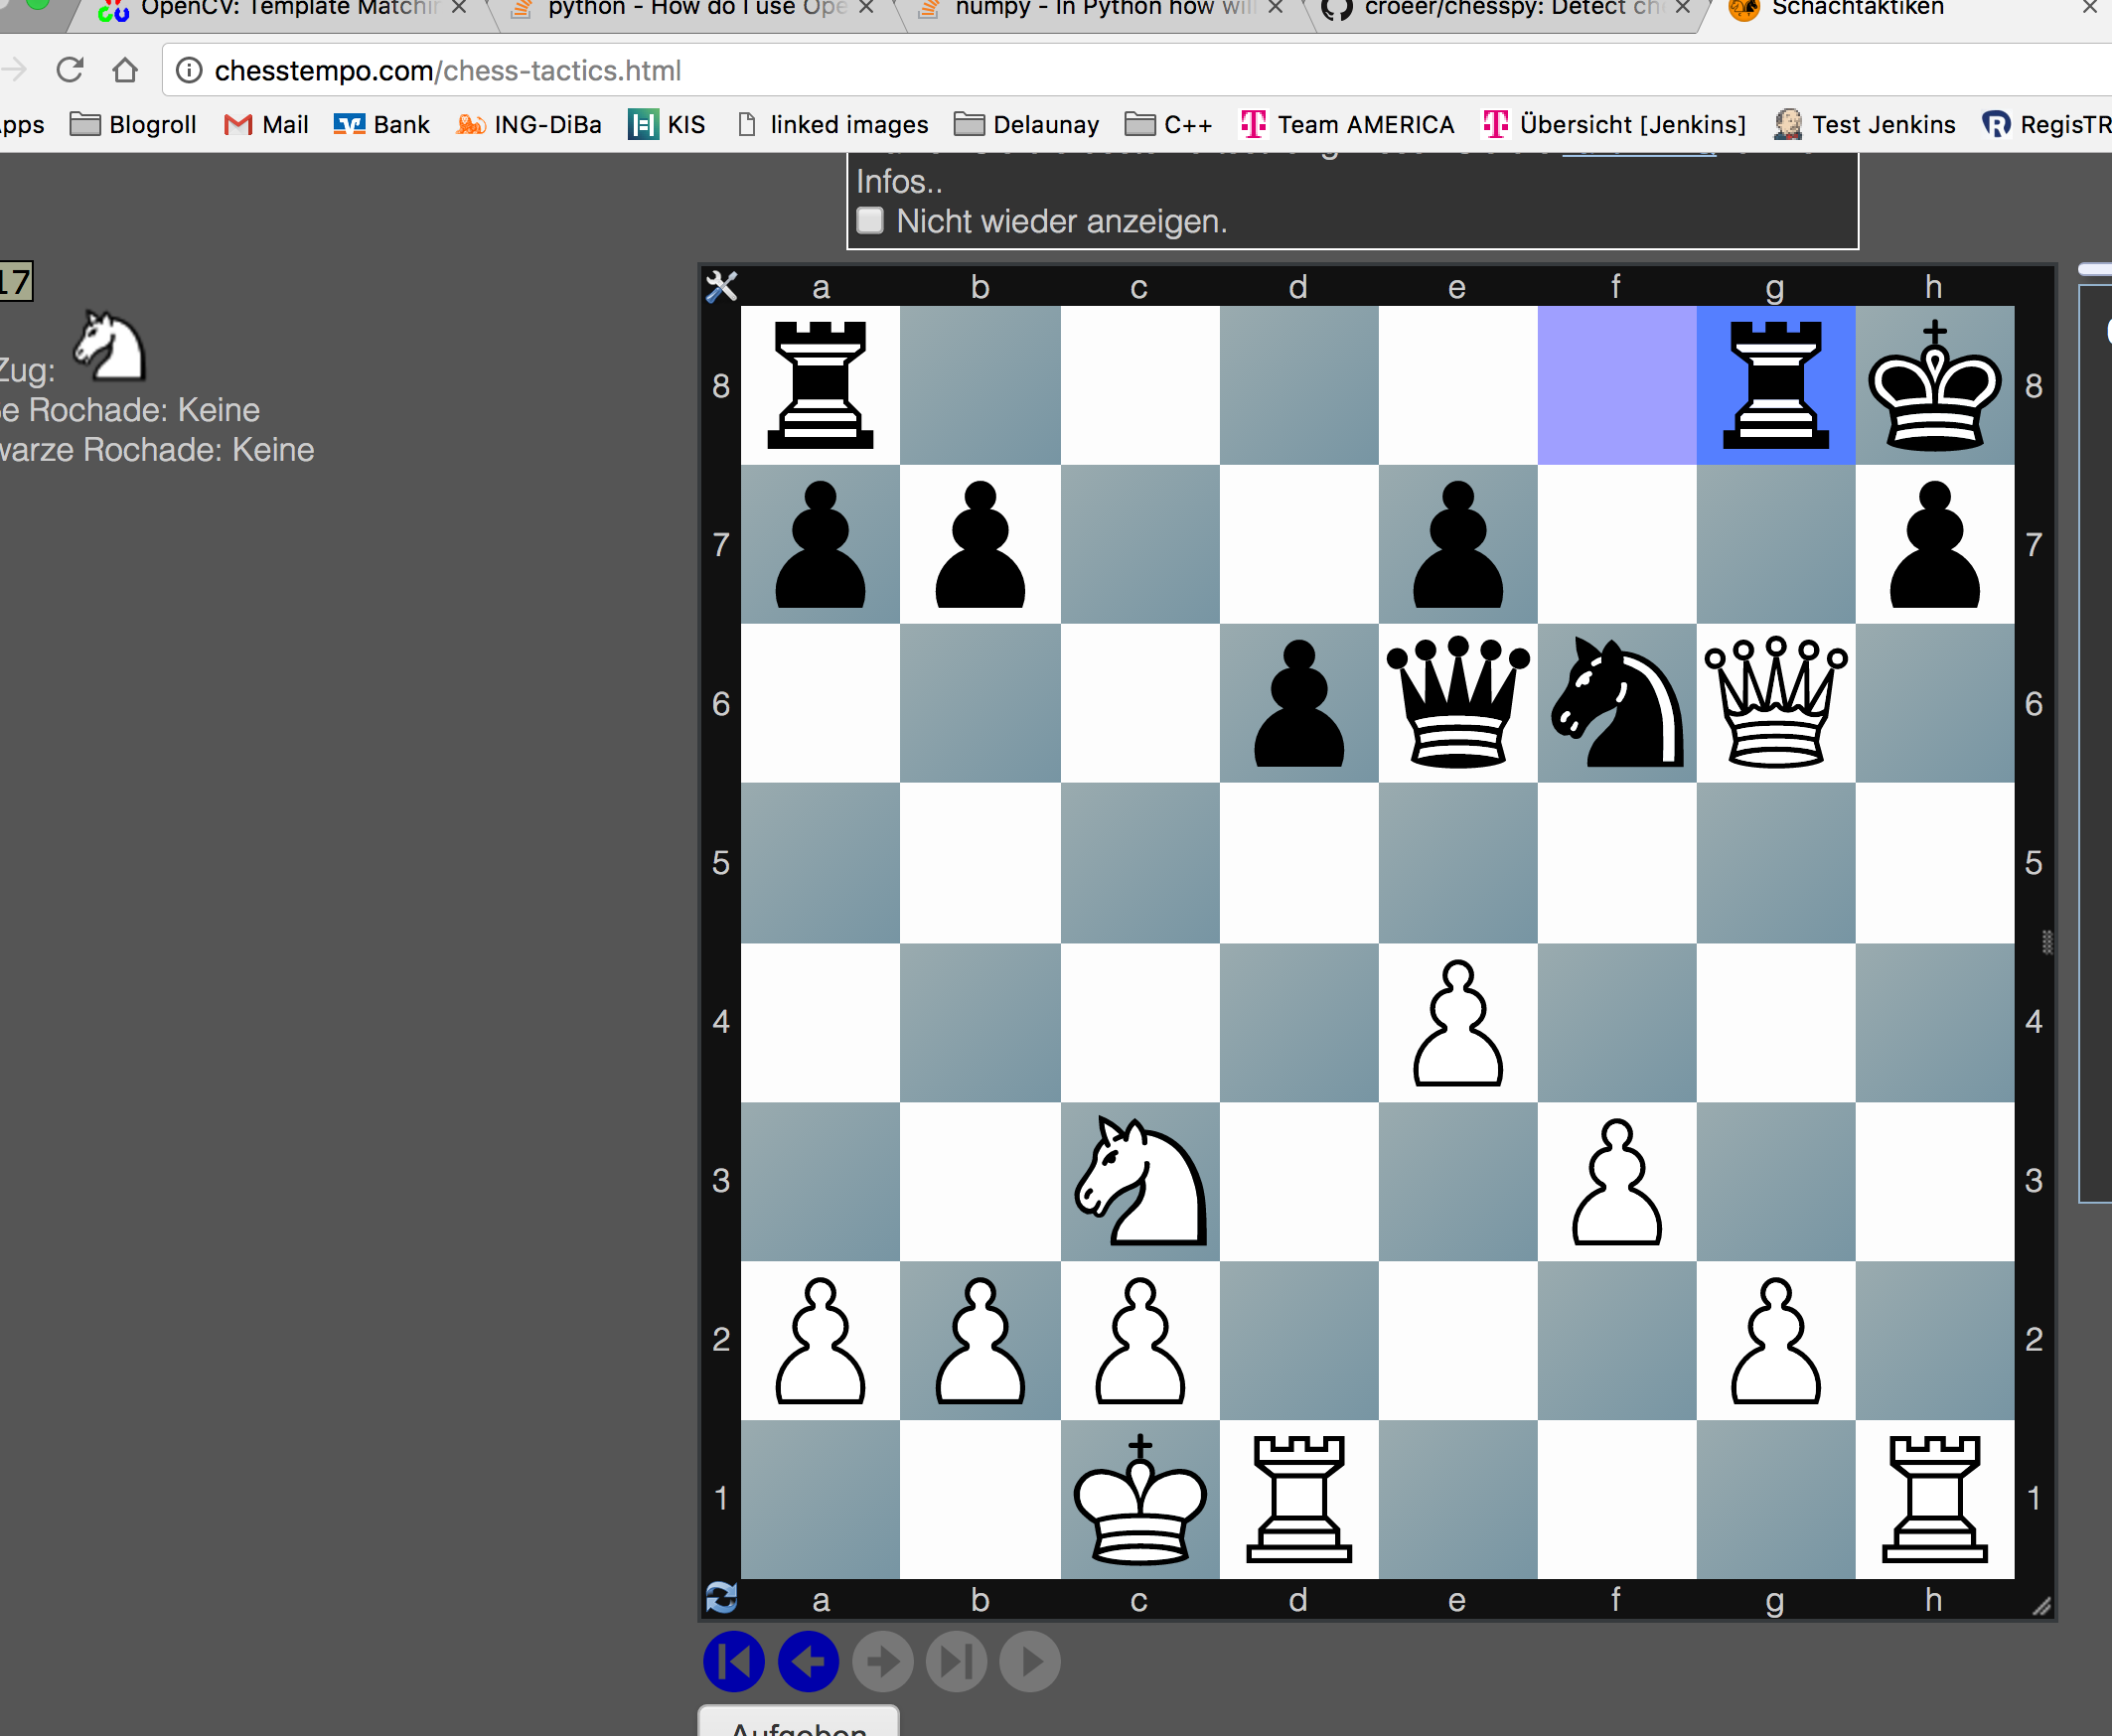 OpenCV: Template Matchin
python - How do I use Ope
numpy - In Python how will
croeer/chesspy: Detect ch
Schachtaktiken
chesstempo.com/chess-tactics.html
pps
Blogroll
Mail
Bank
ING-DiBa
KIS
linked images
Delaunay
C++
Team AMERICA
Übersicht [Jenkins]
Test Jenkins
RegisTR
Infos..
Nicht wieder anzeigen.
17
Zug:
e Rochade: Keine
warze Rochade: Keine
a b c d e f g h
8 8
7 7
6 6
5 5
4 4
3 3
2 2
1 1
a b c d e f g h
Aufgeben